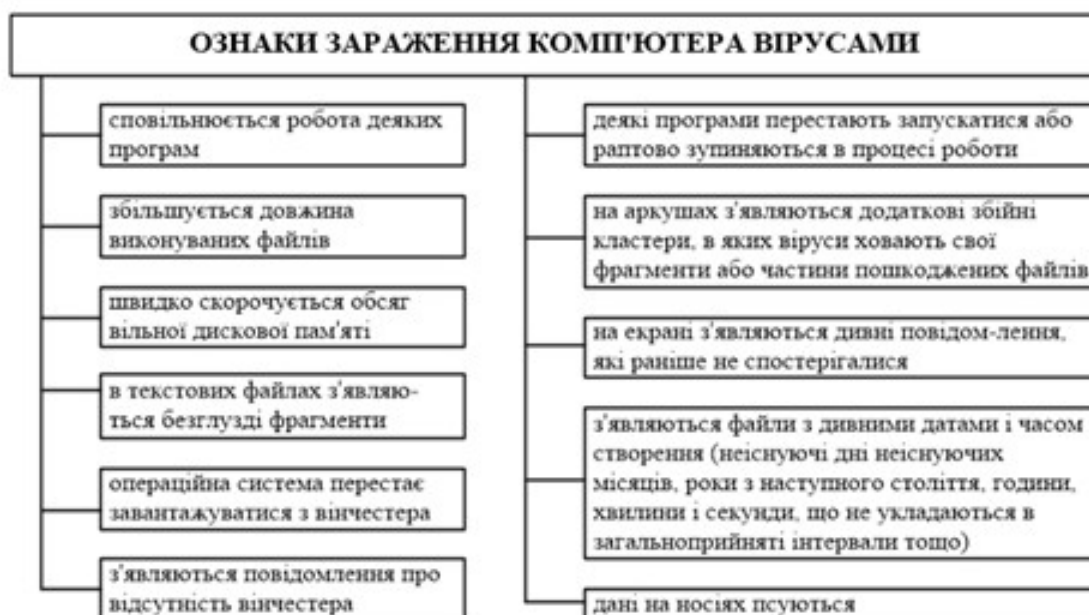 ОЗНАКИ ЗАРАЖЕННЯ КОМП'ЮТЕРА ВІРУСАМИ
сповільнюється робота деяких
програм
збільшується довжина
виконуваних файлів
швидко скорочується обсяг
вільної дискової пам'яті
в текстових файлах з'являю-
ться безглузді фрагменти
операційна система перестає
завантажуватися з вінчестера
з'являються повідомлення про
відсутність вінчестера
деякі програми перестають запускатися або
раптово зупиняються в процесі роботи
на аркушах з'являються додаткові збійні
кластери, в яких віруси ховають свої
фрагменти або частини пошкоджених файлів
на екрані з'являються дивні повідом-лення,
які раніше не спостерігалися
з'являються файли з дивними датами і часом
створення (неіснуючі дні неіснуючих
місяців, роки з наступного століття, години,
хвилини і секунди, що не укладаються в
загальноприйняті інтервали тощо)
дані на носіях псуються